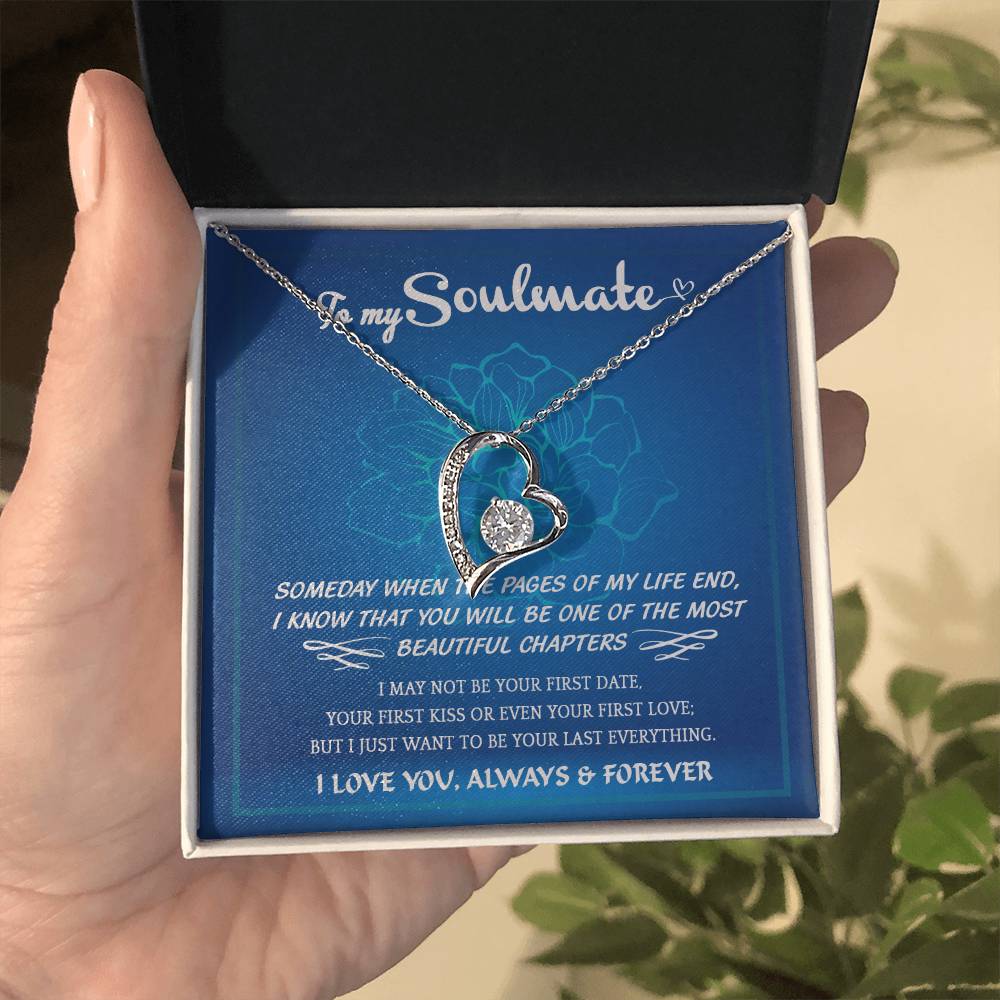 To my Soulmate
SOMEDAY WHEN THE PAGES OF MY LIFE END,
I KNOW THAT YOU WILL BE ONE OF THE MOST
BEAUTIFUL CHAPTERS
I MAY NOT BE YOUR FIRST DATE,
YOUR FIRST KISS OR EVEN YOUR FIRST LOVE;
BUT I JUST WANT TO BE YOUR LAST EVERYTHING.
I LOVE YOU, ALWAYS & FOREVER